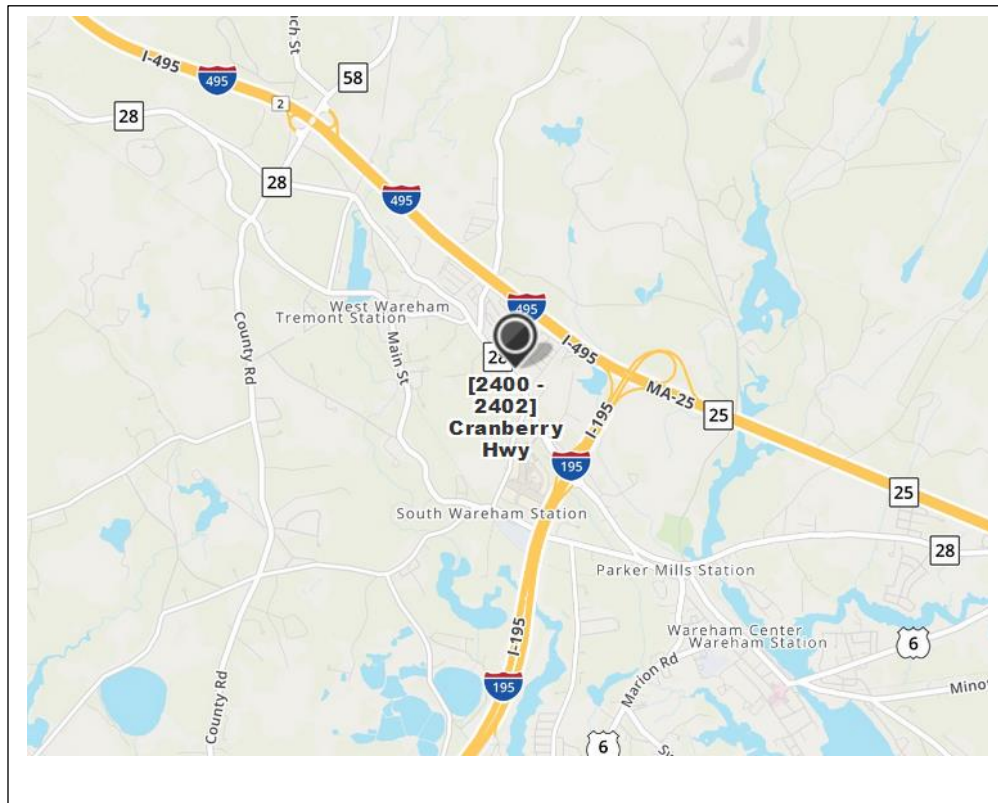 ch St
I-495
495
58
2
28
28
495
West Wareham
Tremont Station
495
County Rd
Main St
28
I-495
[2400 -
2402]
Cranberry
Hwy
MA-25
25
I-195
195
25
South Wareham Station
28
Parker Mills Station
Wareham Center
Wareham Station
6
I-195
Marion Rd
195
County Rd
Mino
6